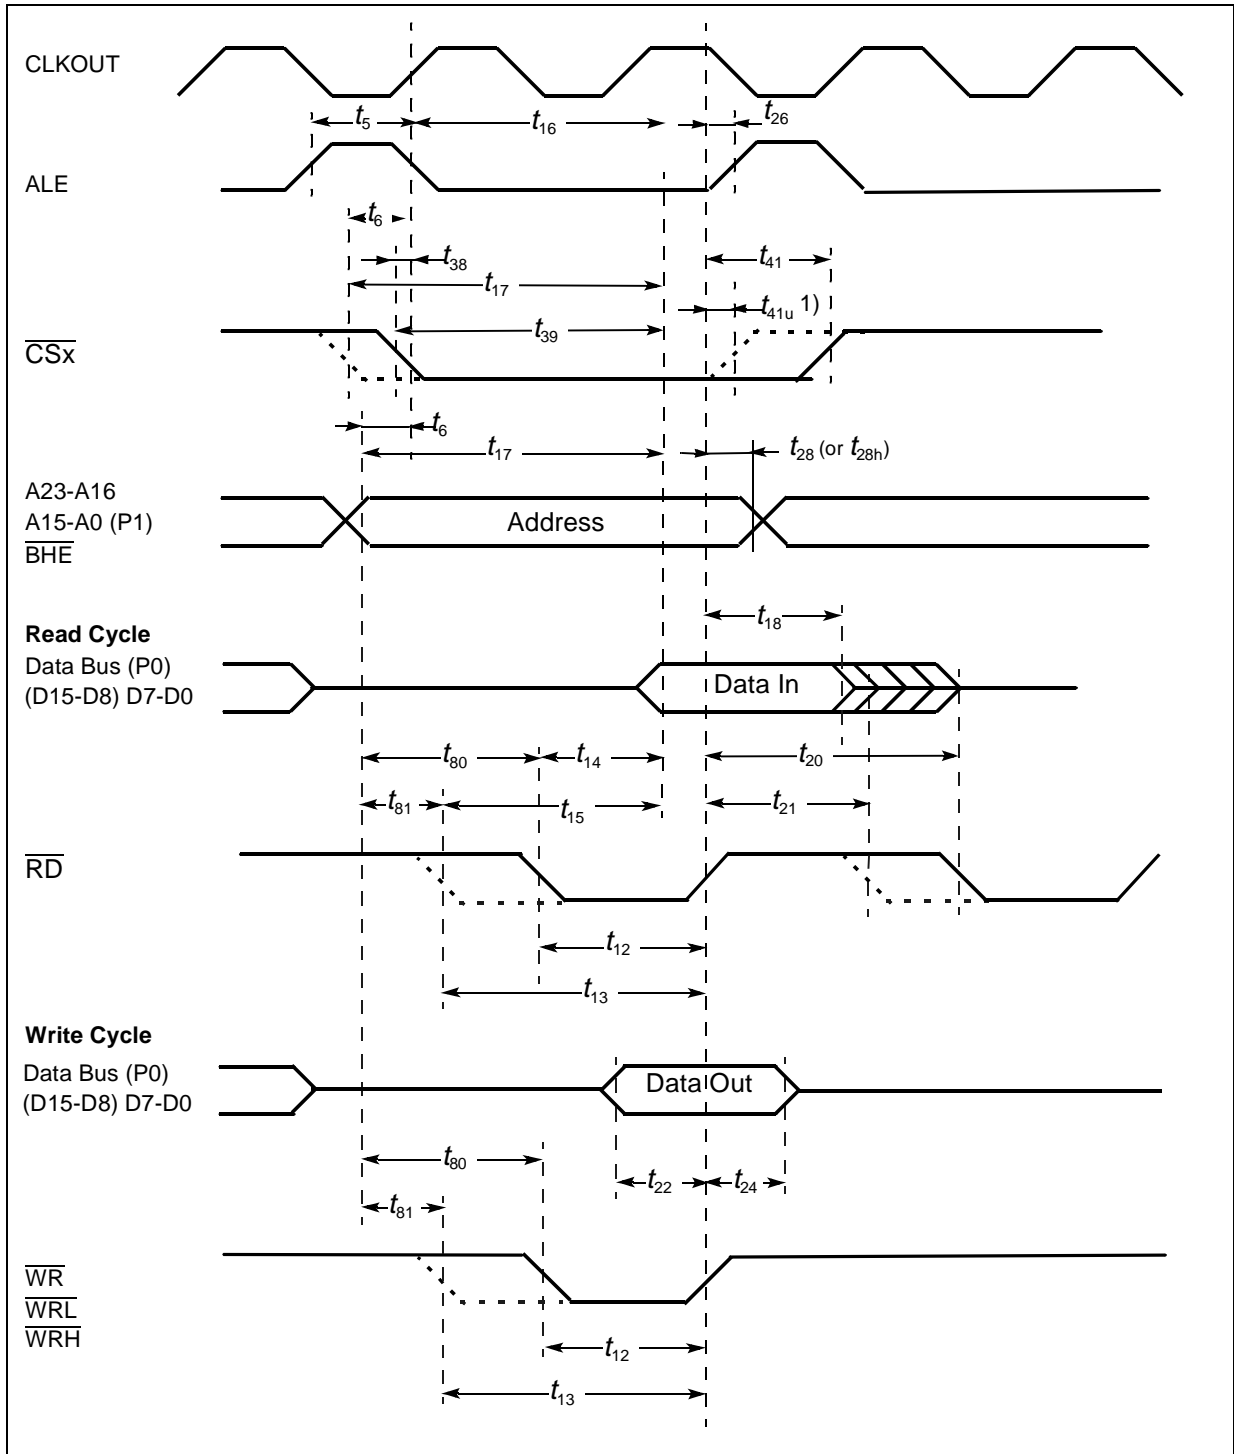 CLKOUT
t5 t16 t26
ALE
t6
t38 t41
t17
t41u 1)
t39
CSx
t6
t17 t28 (or t28h)
A23-A16
A15-A0 (P1) Address
BHE
t18
Read Cycle
Data Bus (P0)
(D15-D8) D7-D0 Data In
t80 t14 t20
t81 t15 t21
RD
t12
t13
Write Cycle
Data Bus (P0) Data Out
(D15-D8) D7-D0
t80
t22 t24
t81
WR
WRL
WRH
t12
t13